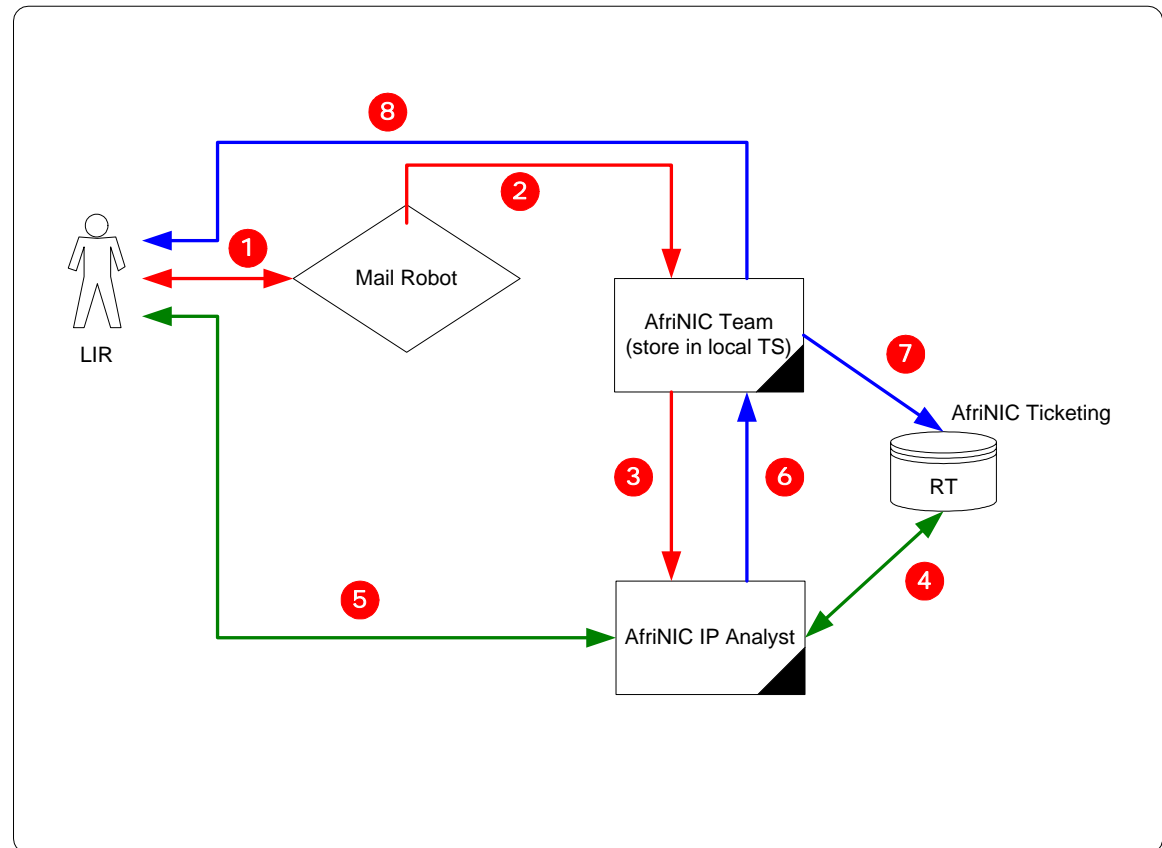 8
2
1
Mail Robot
LIR
AfriNIC Team
(store in local TS)
7
AfriNIC Ticketing
RT
3
6
4
5
AfriNIC IP Analyst